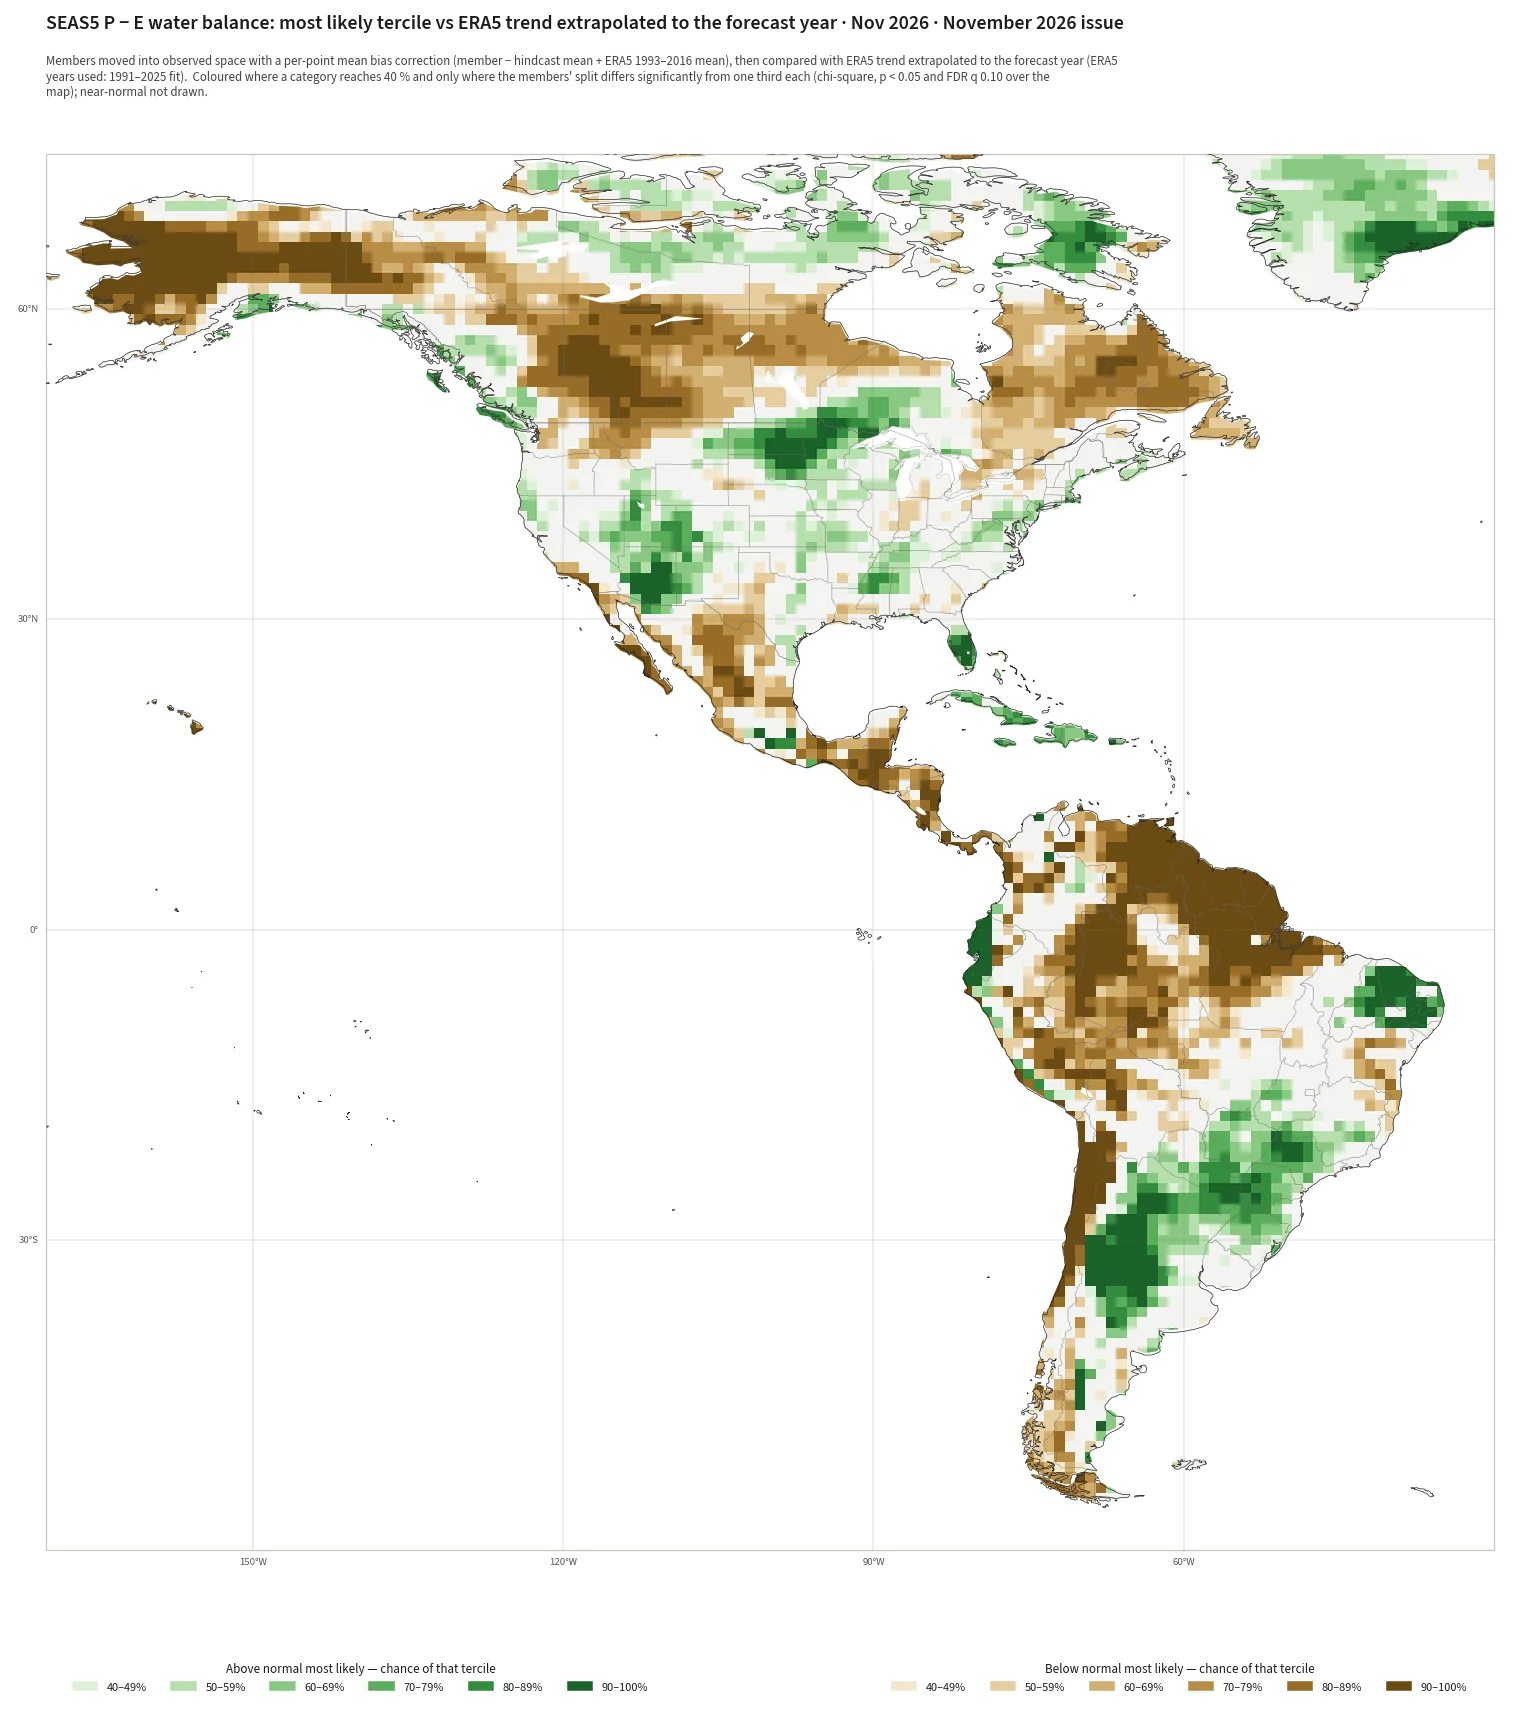 SEAS5 P − E water balance: most likely tercile vs ERA5 trend extrapolated to the forecast year · Nov 2026 · November 2026 issue
Members moved into observed space with a per-point mean bias correction (member − hindcast mean + ERA5 1993–2016 mean), then compared with ERA5 trend extrapolated to the forecast year (ERA5
years used: 1991–2025 fit). Coloured where a category reaches 40 % and only where the members' split differs significantly from one third each (chi-square, p < 0.05 and FDR q 0.10 over the
map); near-normal not drawn.
60°N
30°N
0°
30°S
150°W 120°W 90°W 60°W
Above normal most likely — chance of that tercile
40–49% 50–59% 60–69% 70–79% 80–89% 90–100%
Below normal most likely — chance of that tercile
40–49% 50–59% 60–69% 70–79% 80–89% 90–100%